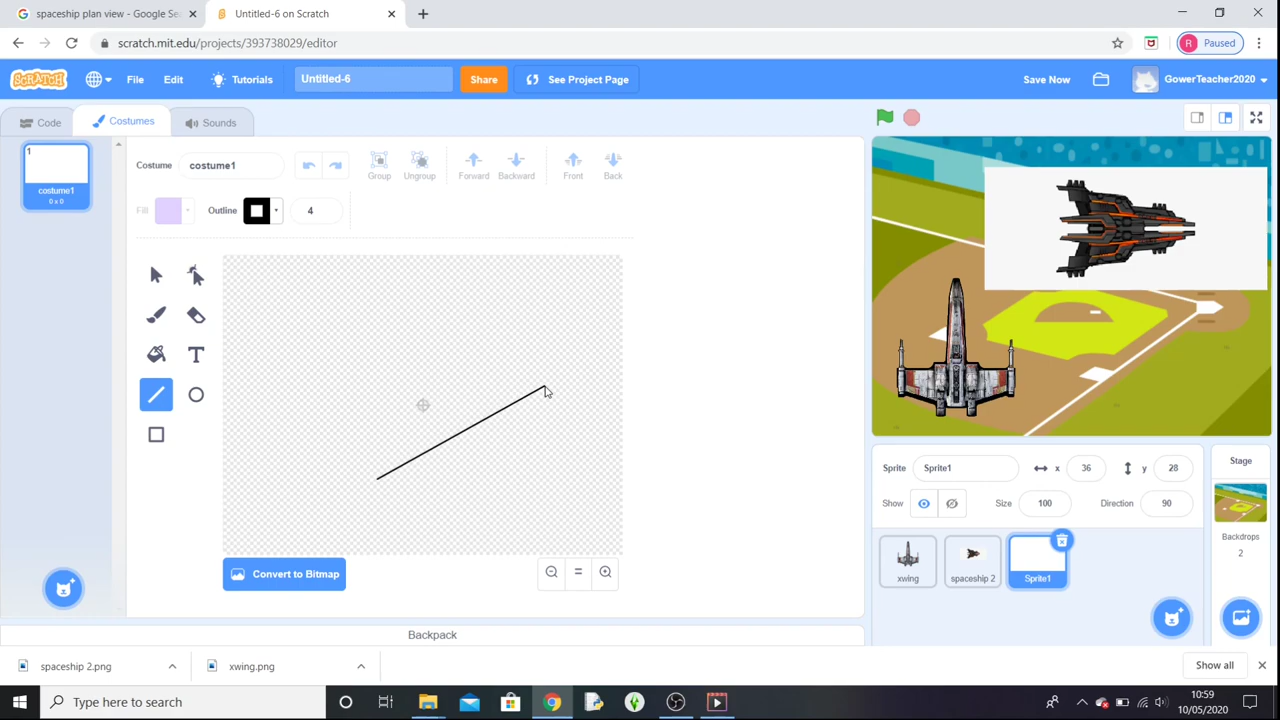 spaceship plan view - Google Se
Untitled-6 on Scratch
scratch.mit.edu/projects/393738029/editor
R
Paused
SCRATCH
File
Edit
Tutorials
Untitled-6
Share
See Project Page
Save Now
GowerTeacher2020
Code
Costumes
Sounds
1
costume1
0 x 0
Costume
costume1
Group
Ungroup
Forward
Backward
Front
Back
Fill
Outline
4
T
Convert to Bitmap
Backpack
Sprite
Sprite1
x
36
y
28
Show
Size
100
Direction
90
xwing
spaceship 2
Sprite1
Stage
Backdrops
2
spaceship 2.png
xwing.png
Show all
Type here to search
10:59
10/05/2020